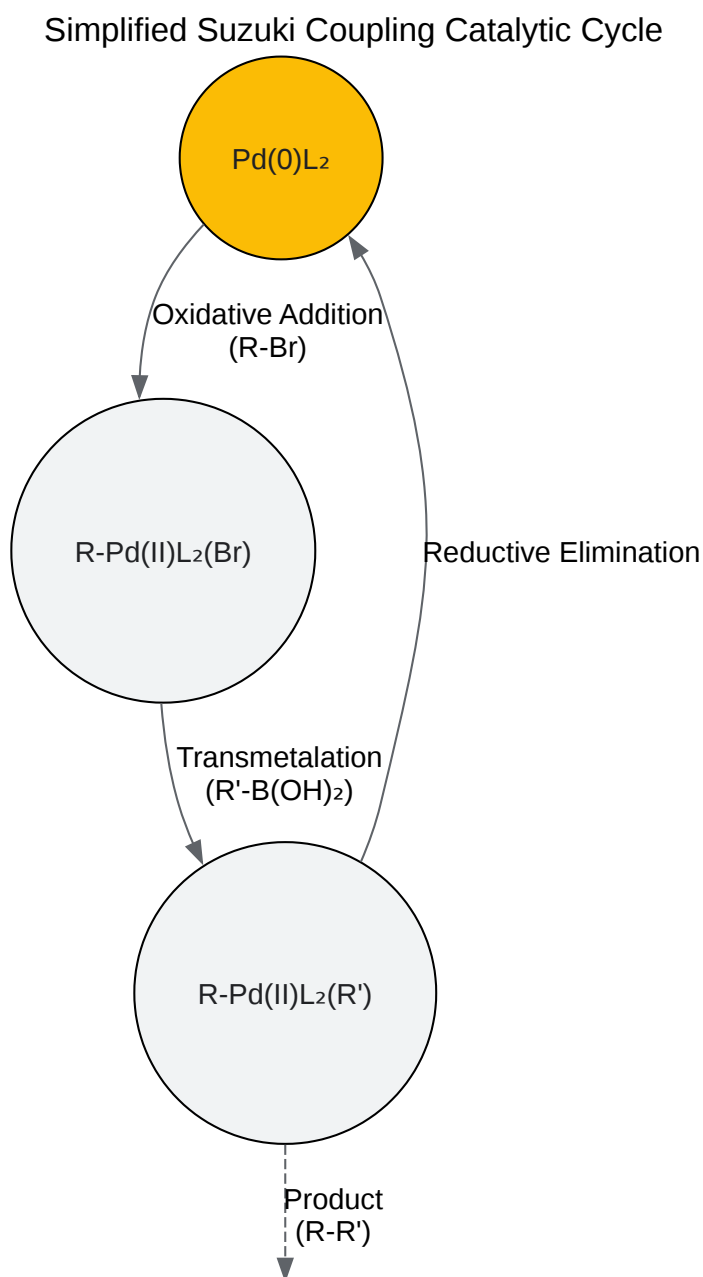 Simplified Suzuki Coupling Catalytic Cycle
Pd(0)L₂
Oxidative Addition
(R-Br)
R-Pd(II)L₂(Br)
Reductive Elimination
Transmetalation
(R'-B(OH)₂)
R-Pd(II)L₂(R')
Product
(R-R')